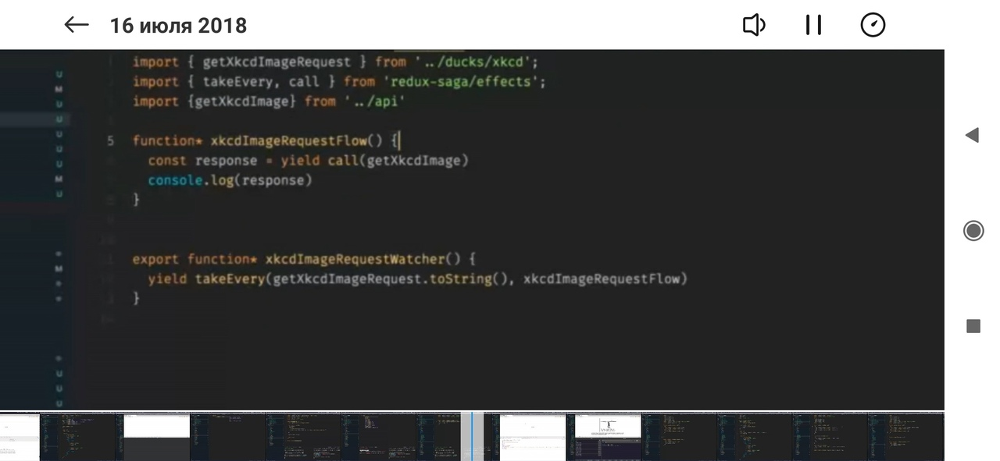 16 июля 2018
import { getXkcdImageRequest } from '../ducks/xkcd';
import { takeEvery, call } from 'redux-saga/effects';
import {getXkcdImage} from '../api'
U
M
U
U
U
U
U
M
U
5 function* xkcdImageRequestFlow() {
const response = yield call(getXkcdImage)
console.log(response)
}
export function* xkcdImageRequestWatcher() {
yield takeEvery(getXkcdImageRequest.toString(), xkcdImageRequestFlow)
}
M
U
U
U